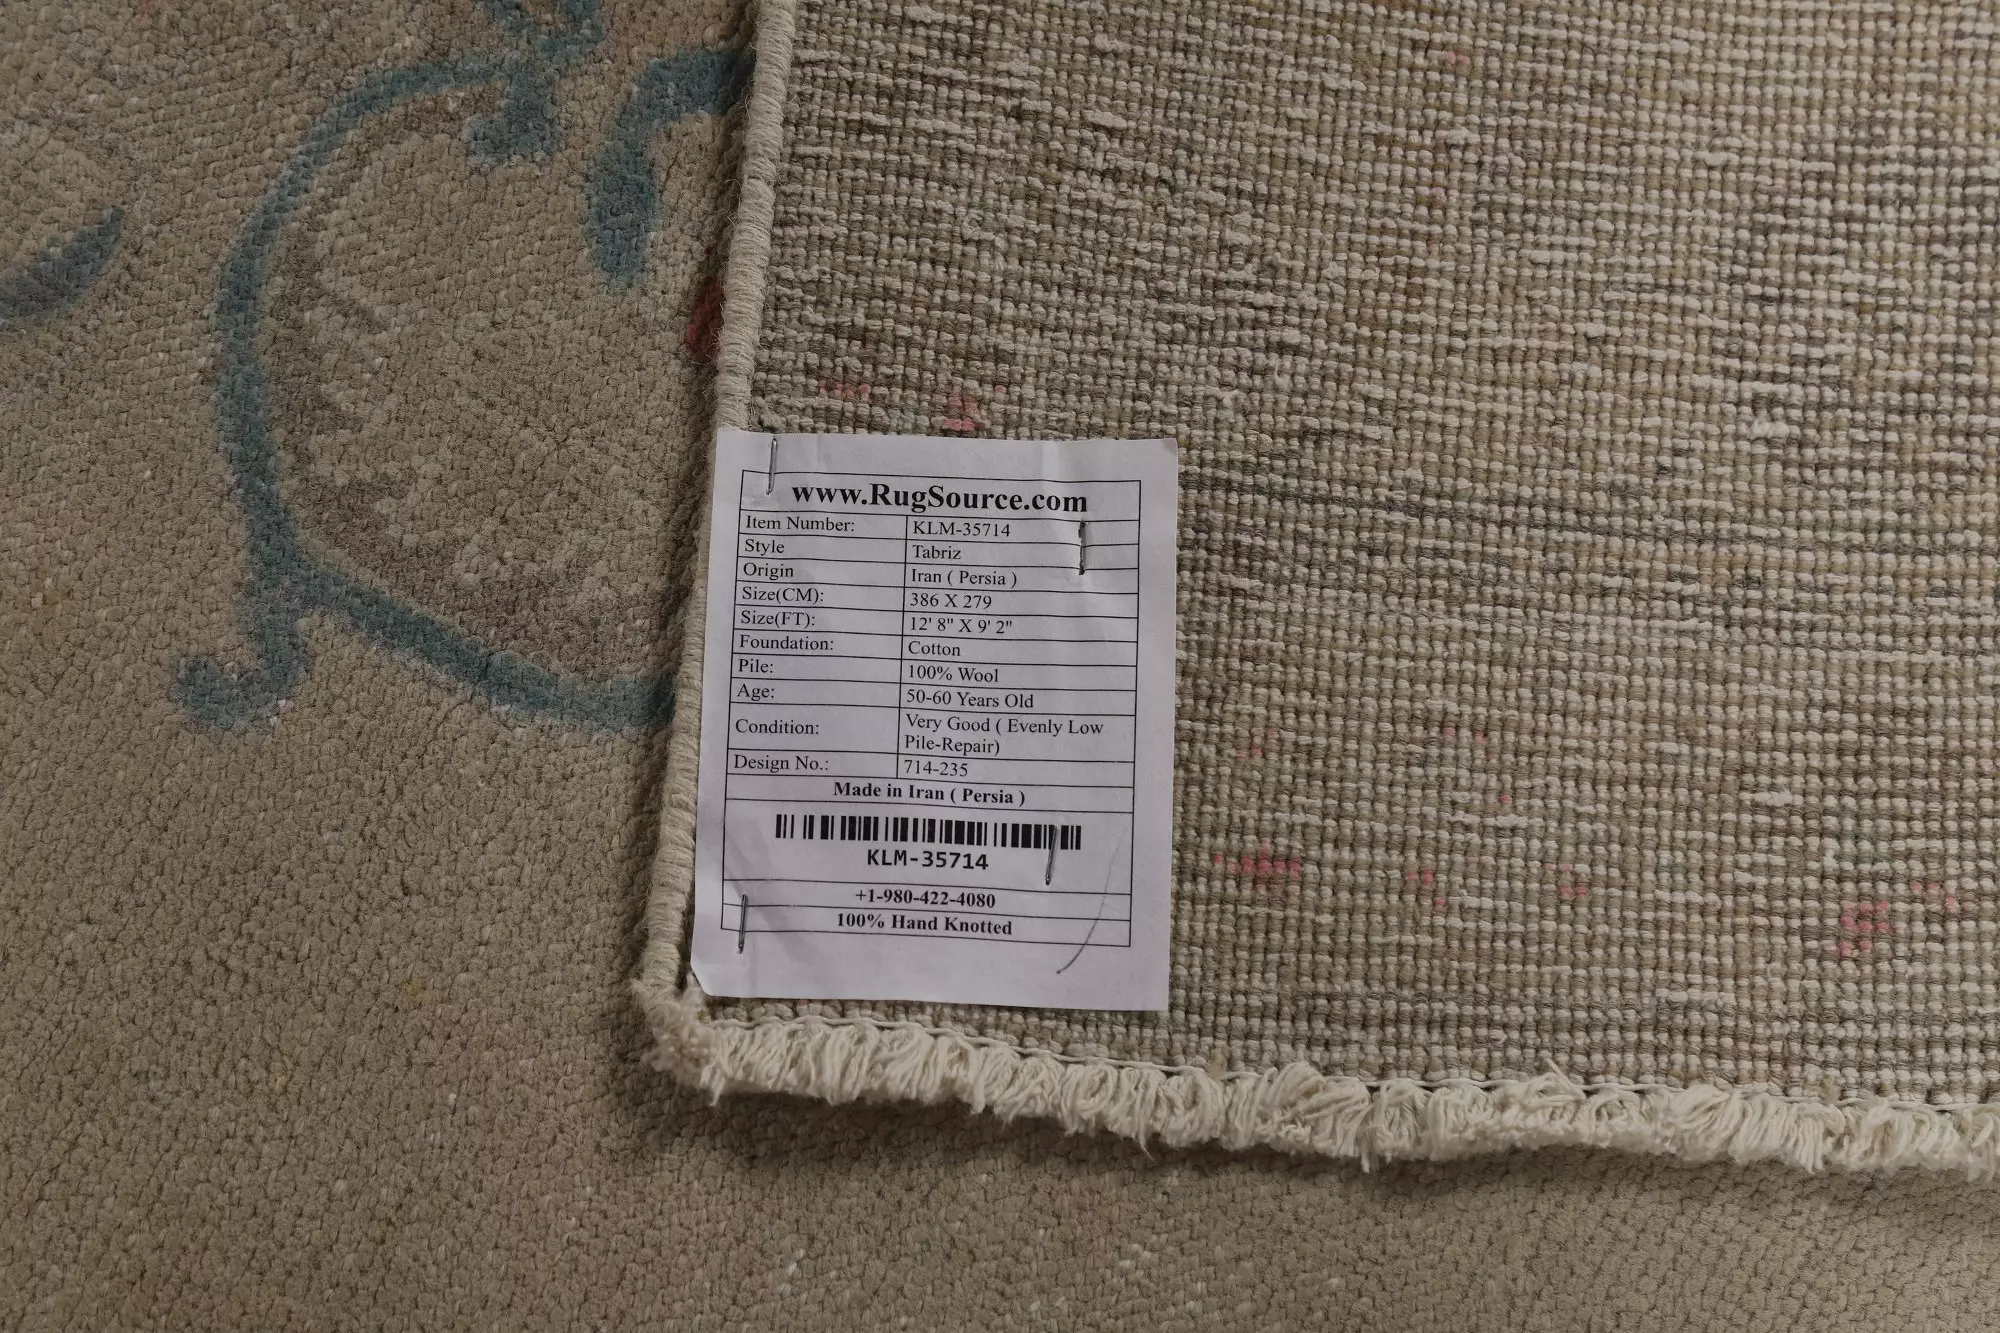 www.RugSource.com
Item Number: KLM-35714
Style Tabriz
Origin Iran ( Persia )
Size(CM): 386 X 279
Size(FT): 12' 8" X 9' 2"
Foundation: Cotton
Pile: 100% Wool
Age: 50-60 Years Old
Condition: Very Good ( Evenly Low
Pile-Repair)
Design No.: 714-235
Made in Iran ( Persia )
KLM-35714
+1-980-422-4080
100% Hand Knotted